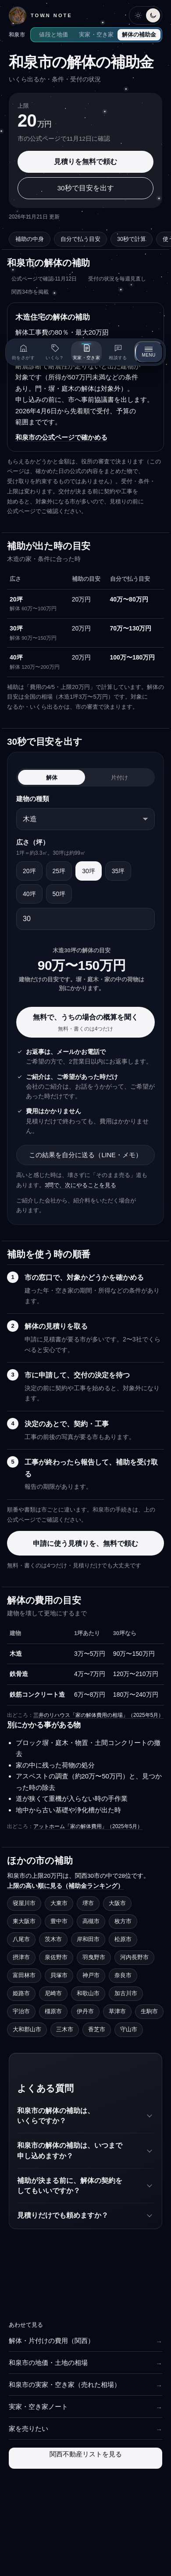 TOWN NOTE
和泉市
値段と地価
実家・空き家
解体の補助金
和泉市の解体の補助金
いくら出るか・条件・受付の状況
上限
20万円
市の公式ページで11月12日に確認
見積りを無料で頼む
30秒で目安を出す
2026年11月21日 更新
補助の中身
自分で払う目安
30秒で計算
和泉市の解体の補助
公式ページで確認 11月12日
受付の状況を毎週見直し
関西34市を掲載
木造住宅の解体の補助
解体工事費の80％・最大20万円
街をさがす
いくら？
実家・空き家
相談する
MENU
対象です（昭和57年5月末以前の条件も
あり、門・塀・庭木の解体は対象外）。
申し込みの前に、市へ事前協議書を出します。
2026年4月6日から先着順で受付、予算の
範囲までです。
和泉市の公式ページで確かめる
もらえるかどうかと金額は、役所の審査で決まります（この
ページは、確かめた日の公式の内容をまとめた物で、
受け取りを約束するものではありません）。受付・条件・上
限は変わります。交付が決まる前に契約や工事を
始めると、対象外になる市が多いので、見積りの前に
公式ページでご確認ください。
補助が出た時の目安
木造の家・条件に合った時
広さ
補助の目安
自分で払う目安
20坪
20万円
40万〜80万円
解体 60万〜100万円
30坪
20万円
70万〜130万円
解体 90万〜150万円
40坪
20万円
100万〜180万円
解体 120万〜200万円
補助は「費用の4/5・上限20万円」で計算しています。解体の
目安は全国の相場（木造1坪3万〜5万円）です。対象に
なるか・いくら出るかは、市の審査で決まります。
30秒で目安を出す
解体
片付け
建物の種類
木造
広さ（坪）
1坪＝約3.3㎡、30坪は約99㎡
20坪
25坪
30坪
35坪
40坪
50坪
30
木造30坪の解体の目安
90万〜150万円
建物だけの目安です。塀・庭木・家の中の荷物は
別にかかります。
無料で、うちの場合の概算を聞く
無料・書くのは4つだけ
お返事は、メールかお電話で
ご希望の方で、2営業日以内にお返事します。
ご紹介は、ご希望があった時だけ
会社のご紹介は、お話をうかがって、ご希望が
あった時だけです。
費用はかかりません
見積りだけで終わっても、費用はかかりませ
ん。
この結果を自分に送る（LINE・メモ）
高いと感じた時は、壊さずに「そのまま売る」道も
あります。3問で、次にやることを見る
ご紹介した会社から、紹介料をいただく場合が
あります。
補助を使う時の順番
1
市の窓口で、対象かどうかを確かめる
建った年・空き家の期間・所得などの条件があり
ます。
2
解体の見積りを取る
申請に見積書が要る市が多いです。2〜3社でくら
べると安心です。
3
市に申請して、交付の決定を待つ
決定の前に契約や工事を始めると、対象外になり
ます。
4
決定のあとで、契約・工事
工事の前後の写真が要る市もあります。
5
工事が終わったら報告して、補助を受け取
る
報告の期限があります。
順番や書類は市ごとに違います。和泉市の手続きは、上の
公式ページでご確認ください。
申請に使う見積りを、無料で頼む
無料・書くのは4つだけ・見積りだけでも大丈夫です
解体の費用の目安
建物を壊して更地にするまで
建物
1坪あたり
30坪なら
木造
3万〜5万円
90万〜150万円
鉄骨造
4万〜7万円
120万〜210万円
鉄筋コンクリート造
6万〜8万円
180万〜240万円
出どころ：三井のリハウス「家の解体費用の相場」（2025年5月）
別にかかる事がある物
ブロック塀・庭木・物置・土間コンクリートの撤
去
家の中に残った荷物の処分
アスベストの調査（約20万〜50万円）と、見つか
った時の除去
道が狭くて重機が入らない時の手作業
地中から古い基礎や浄化槽が出た時
出どころ：アットホーム「家の解体費用」（2025年5月）
ほかの市の補助
和泉市の上限20万円は、関西30市の中で28位です。
上限の高い順に見る（補助金ランキング）
寝屋川市
大東市
堺市
大阪市
東大阪市
豊中市
高槻市
枚方市
八尾市
茨木市
岸和田市
松原市
摂津市
泉佐野市
羽曳野市
河内長野市
富田林市
貝塚市
神戸市
奈良市
姫路市
尼崎市
和歌山市
加古川市
宇治市
橿原市
伊丹市
草津市
生駒市
大和郡山市
三木市
香芝市
守山市
よくある質問
和泉市の解体の補助は、
いくらですか？
和泉市の解体の補助は、いつまで
申し込めますか？
補助が決まる前に、解体の契約を
してもいいですか？
見積りだけでも頼めますか？
あわせて見る
解体・片付けの費用（関西）
→
和泉市の地価・土地の相場
→
和泉市の実家・空き家（売れた相場）
→
実家・空き家ノート
→
家を売りたい
→
関西不動産リストを見る